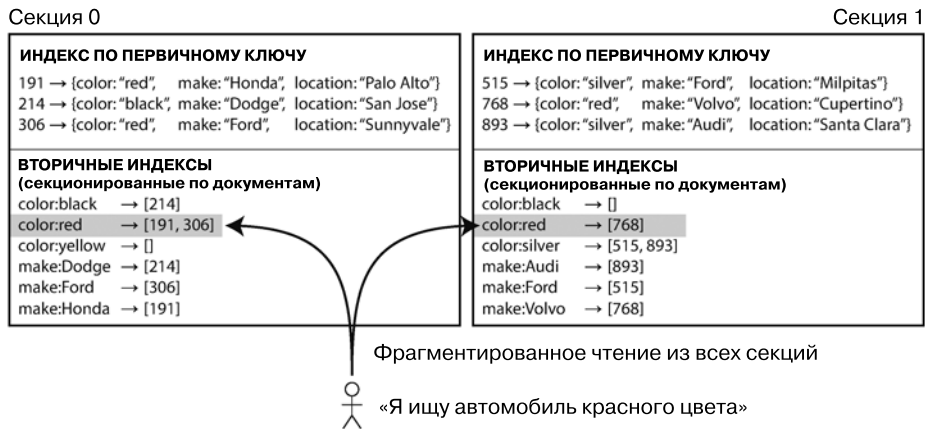 Секция 0
Секция 1
ИНДЕКС ПО ПЕРВИЧНОМУ КЛЮЧУ
191 → {color: “red”, make: “Honda”, location: “Palo Alto”}
214 → {color: “black”, make: “Dodge”, location: “San Jose”}
306 → {color: “red”, make: “Ford”, location: “Sunnyvale”}
ВТОРИЧНЫЕ ИНДЕКСЫ
(секционированные по документам)
color:black → [214]
color:red → [191, 306]
color:yellow → []
make:Dodge → [214]
make:Ford → [306]
make:Honda → [191]
ИНДЕКС ПО ПЕРВИЧНОМУ КЛЮЧУ
515 → {color: “silver”, make: “Ford”, location: “Milpitas”}
768 → {color: “red”, make: “Volvo”, location: “Cupertino”}
893 → {color: “silver”, make: “Audi”, location: “Santa Clara”}
ВТОРИЧНЫЕ ИНДЕКСЫ
(секционированные по документам)
color:black → []
color:red → [768]
color:silver → [515, 893]
make:Audi → [893]
make:Ford → [515]
make:Volvo → [768]
Фрагментированное чтение из всех секций
«Я ищу автомобиль красного цвета»